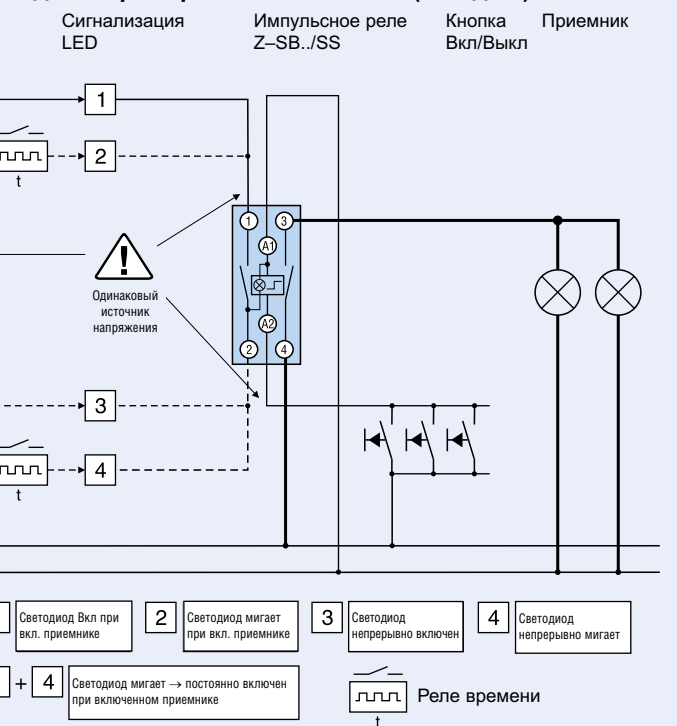 Сигнализация
LED
Импульсное реле
Z–SB../SS
Кнопка
Вкл/Выкл
Приемник
1
2
t
1
3
A1
A2
2
4
Одинаковый
источник
напряжения
3
4
t
Светодиод Вкл при
вкл. приемнике
2
Светодиод мигает
при вкл. приемнике
3
Светодиод
непрерывно включен
4
Светодиод
непрерывно мигает
+ 4
Светодиод мигает → постоянно включен
при включенном приемнике
Реле времени
t